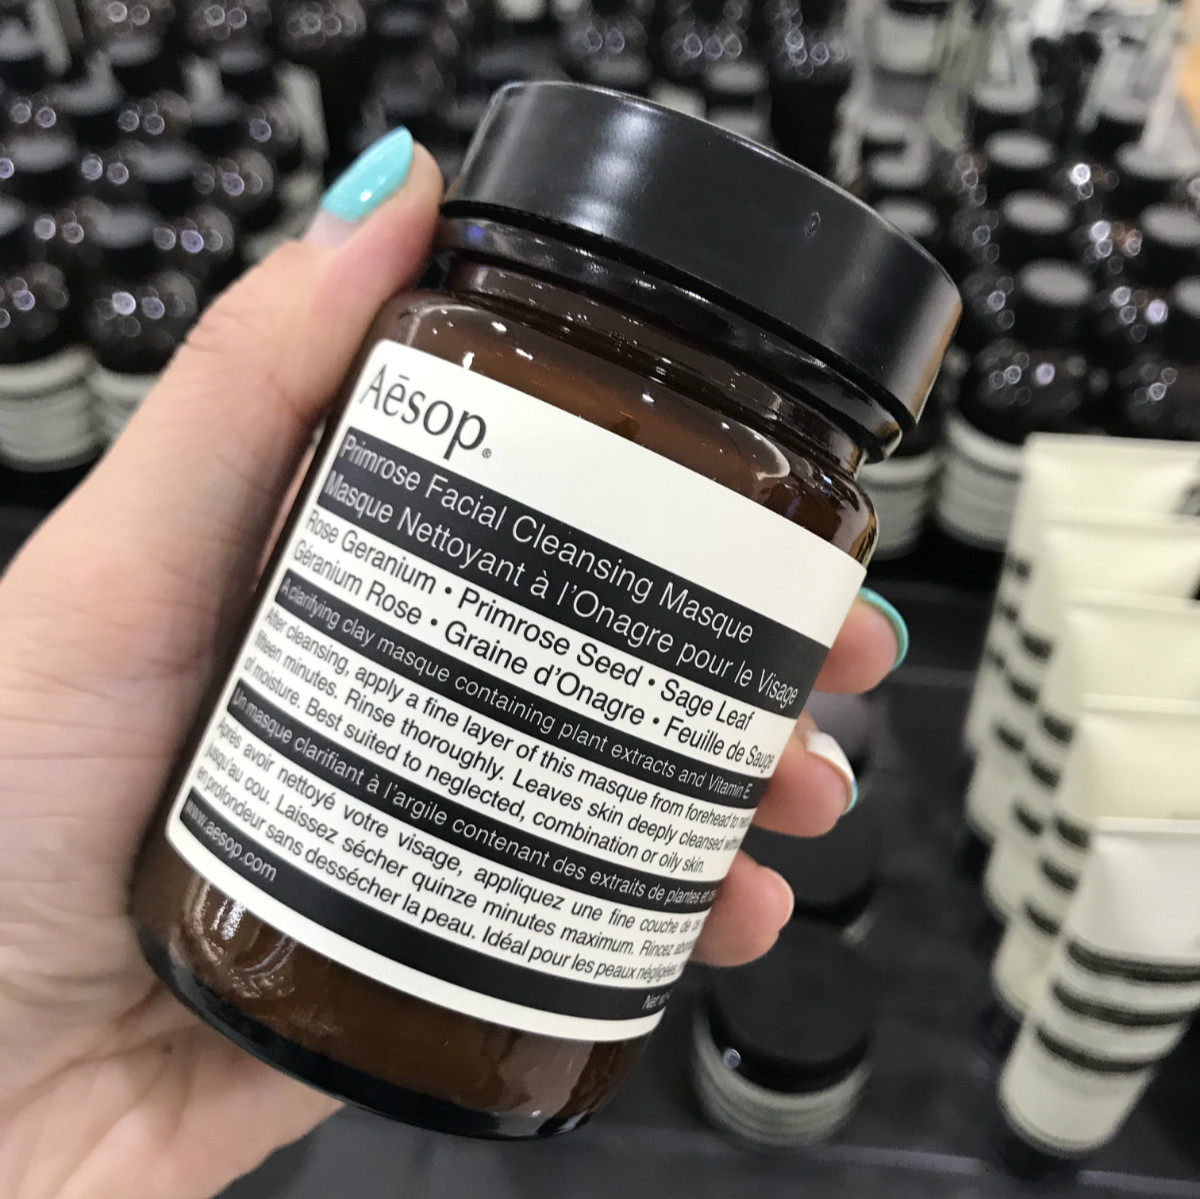 Aēsop®
Primrose Facial Cleansing Masque
Masque Nettoyant à l'Onagre pour le Visage
Rose Geranium • Primrose Seed • Sage Leaf
Géranium Rose • Graine d'Onagre • Feuille de Sauge
A clarifying clay masque containing plant extracts and Vitamin E
After cleansing, apply a fine layer of this masque from forehead to
fifteen minutes. Rinse thoroughly. Leaves skin deeply cleansed
of moisture. Best suited to neglected, combination or oily skin.
Un masque clarifiant à l'argile contenant des extraits de plantes et
Après avoir nettoyé votre visage, appliquez une fine couche de
jusqu'au cou. Laissez sécher quinze minutes maximum. Rincez
en profondeur sans dessécher la peau. Idéal pour les peaux négligées
www.aesop.com